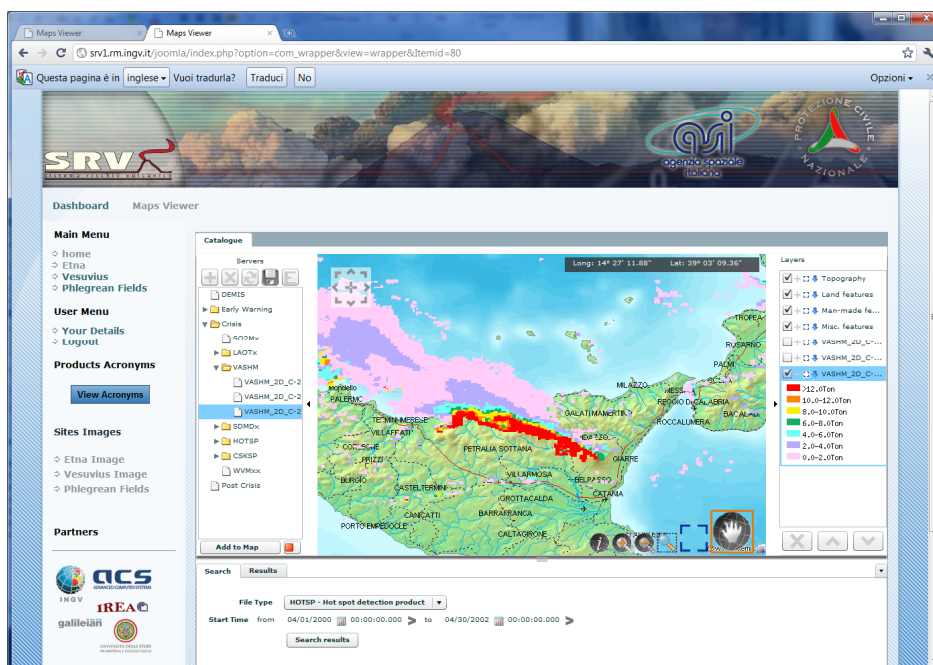 Maps Viewer
Maps Viewer
srv1.rm.ingv.it/joomla/index.php?option=com_wrapper&view=wrapper&Itemid=80
Questa pagina è in inglese Vuoi tradurla? Traduci No Opzioni
SRV
sistema rischio vulcanico
asi
agenzia spaziale
italiana
PROTEZIONE CIVILE
NAZIONALE
Dashboard Maps Viewer
Main Menu
home
Etna
Vesuvius
Phlegrean Fields
User Menu
Your Details
Logout
Products Acronyms
View Acronyms
Sites Images
Etna Image
Vesuvius Image
Phlegrean Fields
Partners
INGV
acs
ADVANCED COMPUTER SYSTEMS
IREA
galileian
Catalogue
Servers
E
DEMIS
Early Warning
Crisis
SO2Mx
LAOTx
VASHM
VASHM_2D_C-2
VASHM_2D_C-2
VASHM_2D_C-2
SDMDx
HOTSP
CSKSP
WVMxx
Post Crisis
Add to Map
Long: 14° 27' 11.88" Lat: 39° 03' 09.36"
TROPEA
ROSARNO
PALMI
MILAZZO
REGGIO DI CALABRIA
ROCCALUMERA
Mondello
PALERMO
VILLAFRATI
PRIZZI
BURGIO
PETRALIA SOTTANA
GIARRE
VILLARMOSA
BELPASSO
CATANIA
CASTELTERMINI
GROTTACALDA
CANICATTI
BARRAFRANCA
PORTO EMPEDOCLE
CALTAGIRONE
Layers
Topography
Land features
Man-made fe...
Misc. features
VASHM_2D_C-...
VASHM_2D_C-...
VASHM_2D_C-...
>12.0Ton
10.0-12.0Ton
8.0-10.0Ton
6.0-8.0Ton
4.0-6.0Ton
2.0-4.0Ton
0.0-2.0Ton
Search Results
File Type HOTSP - Hot spot detection product
Start Time from 04/01/2000 00:00:00.000 to 04/30/2002 00:00:00.000
Search results